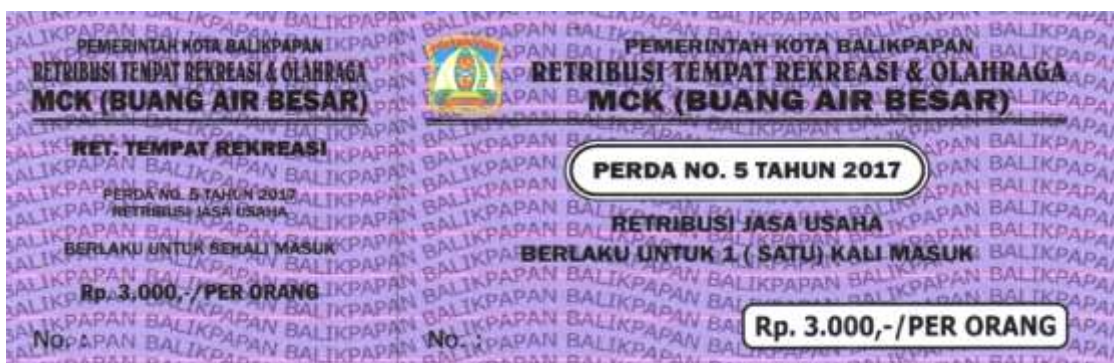 PEMERINTAH KOTA BALIKPAPAN
RETRIBUSI TEMPAT REKREASI & OLAHRAGA
MCK (BUANG AIR BESAR)
RET. TEMPAT REKREASI
PERDA NO. 5 TAHUN 2017
RETRIBUSI JASA USAHA
BERLAKU UNTUK SEKALI MASUK
Rp. 3.000,-/PER ORANG
No. :
PEMERINTAH KOTA BALIKPAPAN
RETRIBUSI TEMPAT REKREASI & OLAHRAGA
MCK (BUANG AIR BESAR)
PERDA NO. 5 TAHUN 2017
RETRIBUSI JASA USAHA
BERLAKU UNTUK 1 ( SATU) KALI MASUK
Rp. 3.000,-/PER ORANG
No. :